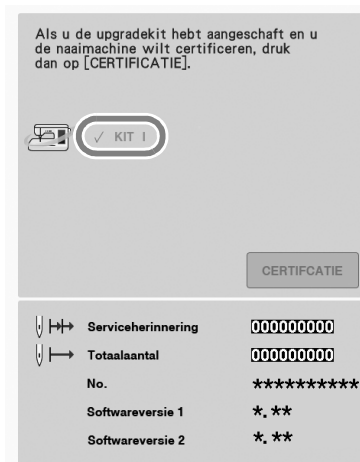 Als u de upgradekit hebt aangeschaft en u
de naaimachine wilt certificeren, druk
dan op [CERTIFICATIE].
✓ KIT I
CERTIFCATIE
Serviceherinnering 000000000
Totaalaantal 000000000
No. **********
Softwareversie 1 *.**
Softwareversie 2 *.**